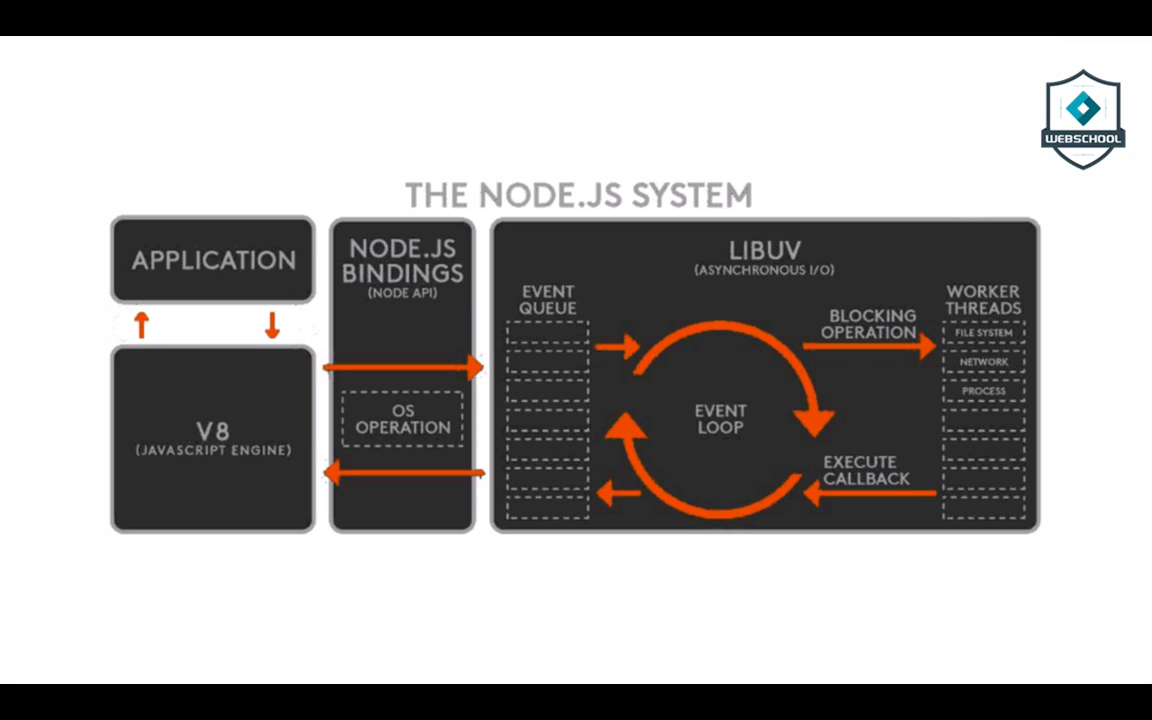 WEBSCHOOL
THE NODE.JS SYSTEM
APPLICATION
V8
(JAVASCRIPT ENGINE)
NODE.JS
BINDINGS
(NODE API)
OS
OPERATION
LIBUV
(ASYNCHRONOUS I/O)
EVENT
QUEUE
EVENT
LOOP
BLOCKING
OPERATION
EXECUTE
CALLBACK
WORKER
THREADS
FILE SYSTEM
NETWORK
PROCESS